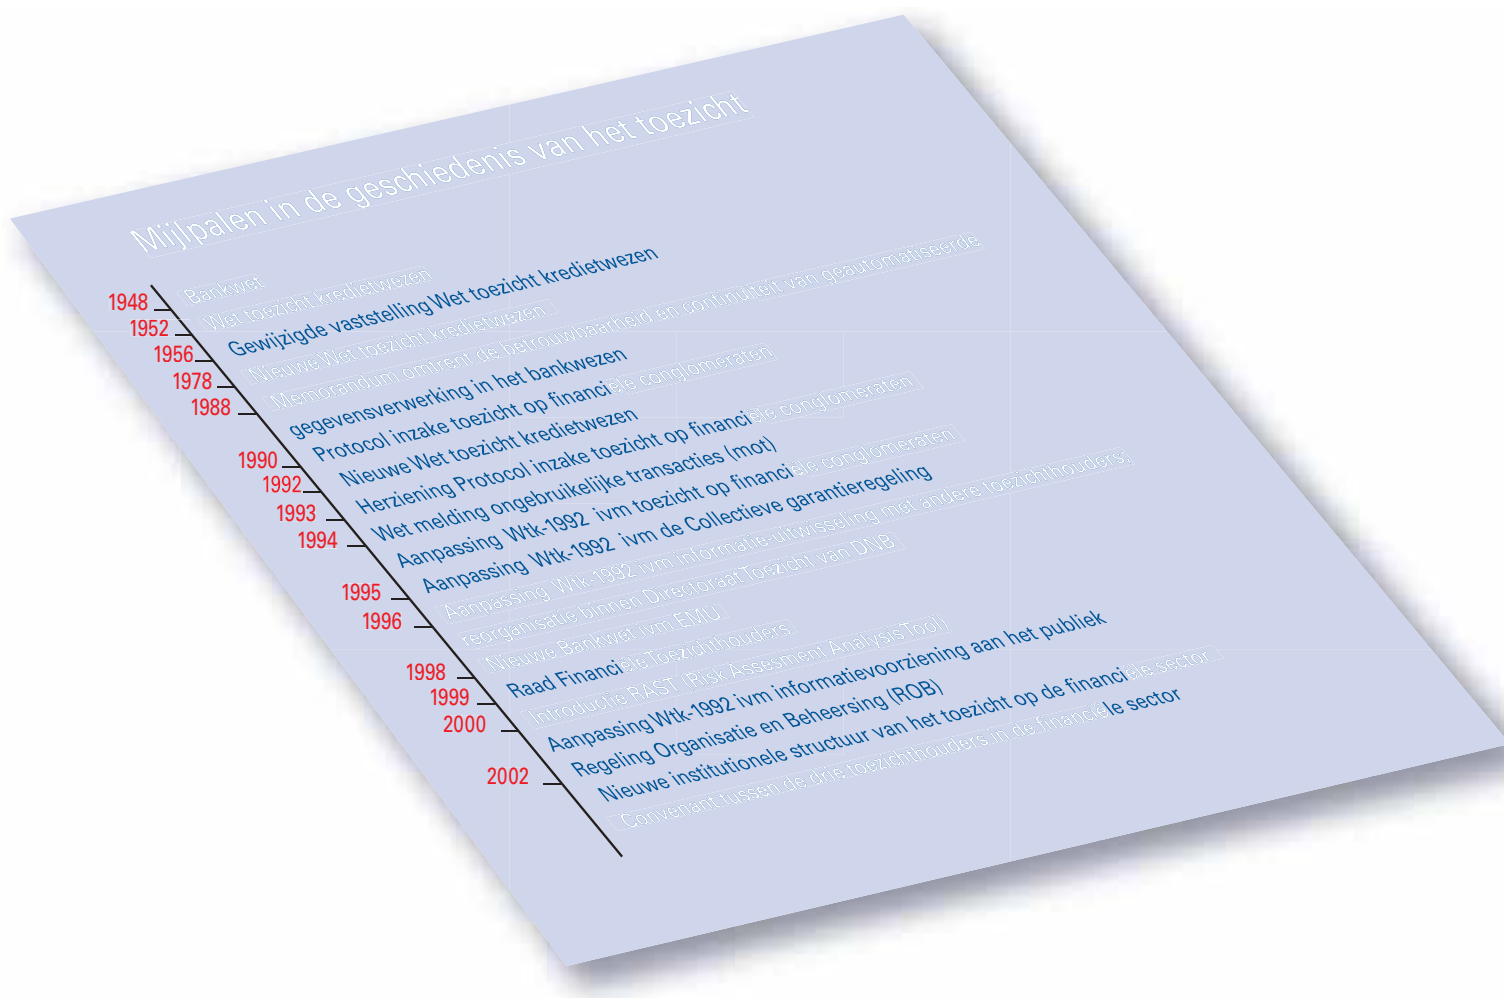 Mijlpalen in de geschiedenis van het toezicht
1948 Bankwet
1952 Wet toezicht kredietwezen
1956 Gewijzigde vaststelling Wet toezicht kredietwezen
1978 Nieuwe Wet toezicht kredietwezen
1988 Memorandum omtrent de betrouwbaarheid en continuïteit van geautomatiseerde
gegevensverwerking in het bankwezen
1990 Protocol inzake toezicht op financiële conglomeraten
1992 Nieuwe Wet toezicht kredietwezen
1993 Herziening Protocol inzake toezicht op financiële conglomeraten
1994 Wet melding ongebruikelijke transacties (mot)
Aanpassing Wtk-1992 ivm toezicht op financiële conglomeraten
1995 Aanpassing Wtk-1992 ivm de Collectieve garantieregeling
1996 Aanpassing Wtk-1992 ivm informatie-uitwisseling met andere toezichthouders;
reorganisatie binnen Directoraat Toezicht van DNB
1998 Nieuwe Bankwet ivm EMU
1999 Raad Financiële Toezichthouders
2000 Introductie RAST (Risk Assesment Analysis Tool)
Aanpassing Wtk-1992 ivm informatievoorziening aan het publiek
2002 Regeling Organisatie en Beheersing (ROB)
Nieuwe institutionele structuur van het toezicht op de financiële sector
Convenant tussen de drie toezichthouders in de financiële sector